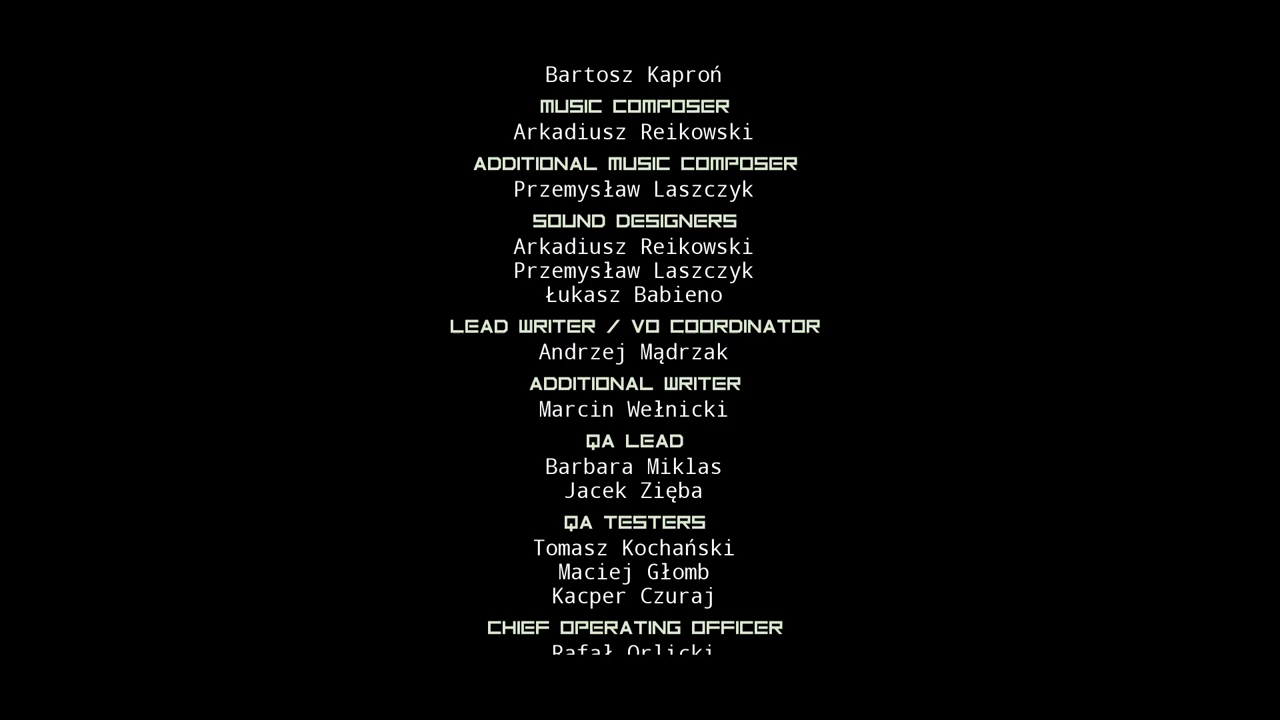 Bartosz Kaproń
MUSIC COMPOSER
Arkadiusz Reikowski
ADDITIONAL MUSIC COMPOSER
Przemysław Laszczyk
SOUND DESIGNERS
Arkadiusz Reikowski
Przemysław Laszczyk
Łukasz Babieno
LEAD WRITER / VO COORDINATOR
Andrzej Mądrzak
ADDITIONAL WRITER
Marcin Wełnicki
QA LEAD
Barbara Miklas
Jacek Zięba
QA TESTERS
Tomasz Kochański
Maciej Głomb
Kacper Czuraj
CHIEF OPERATING OFFICER
Rafał Orlicki